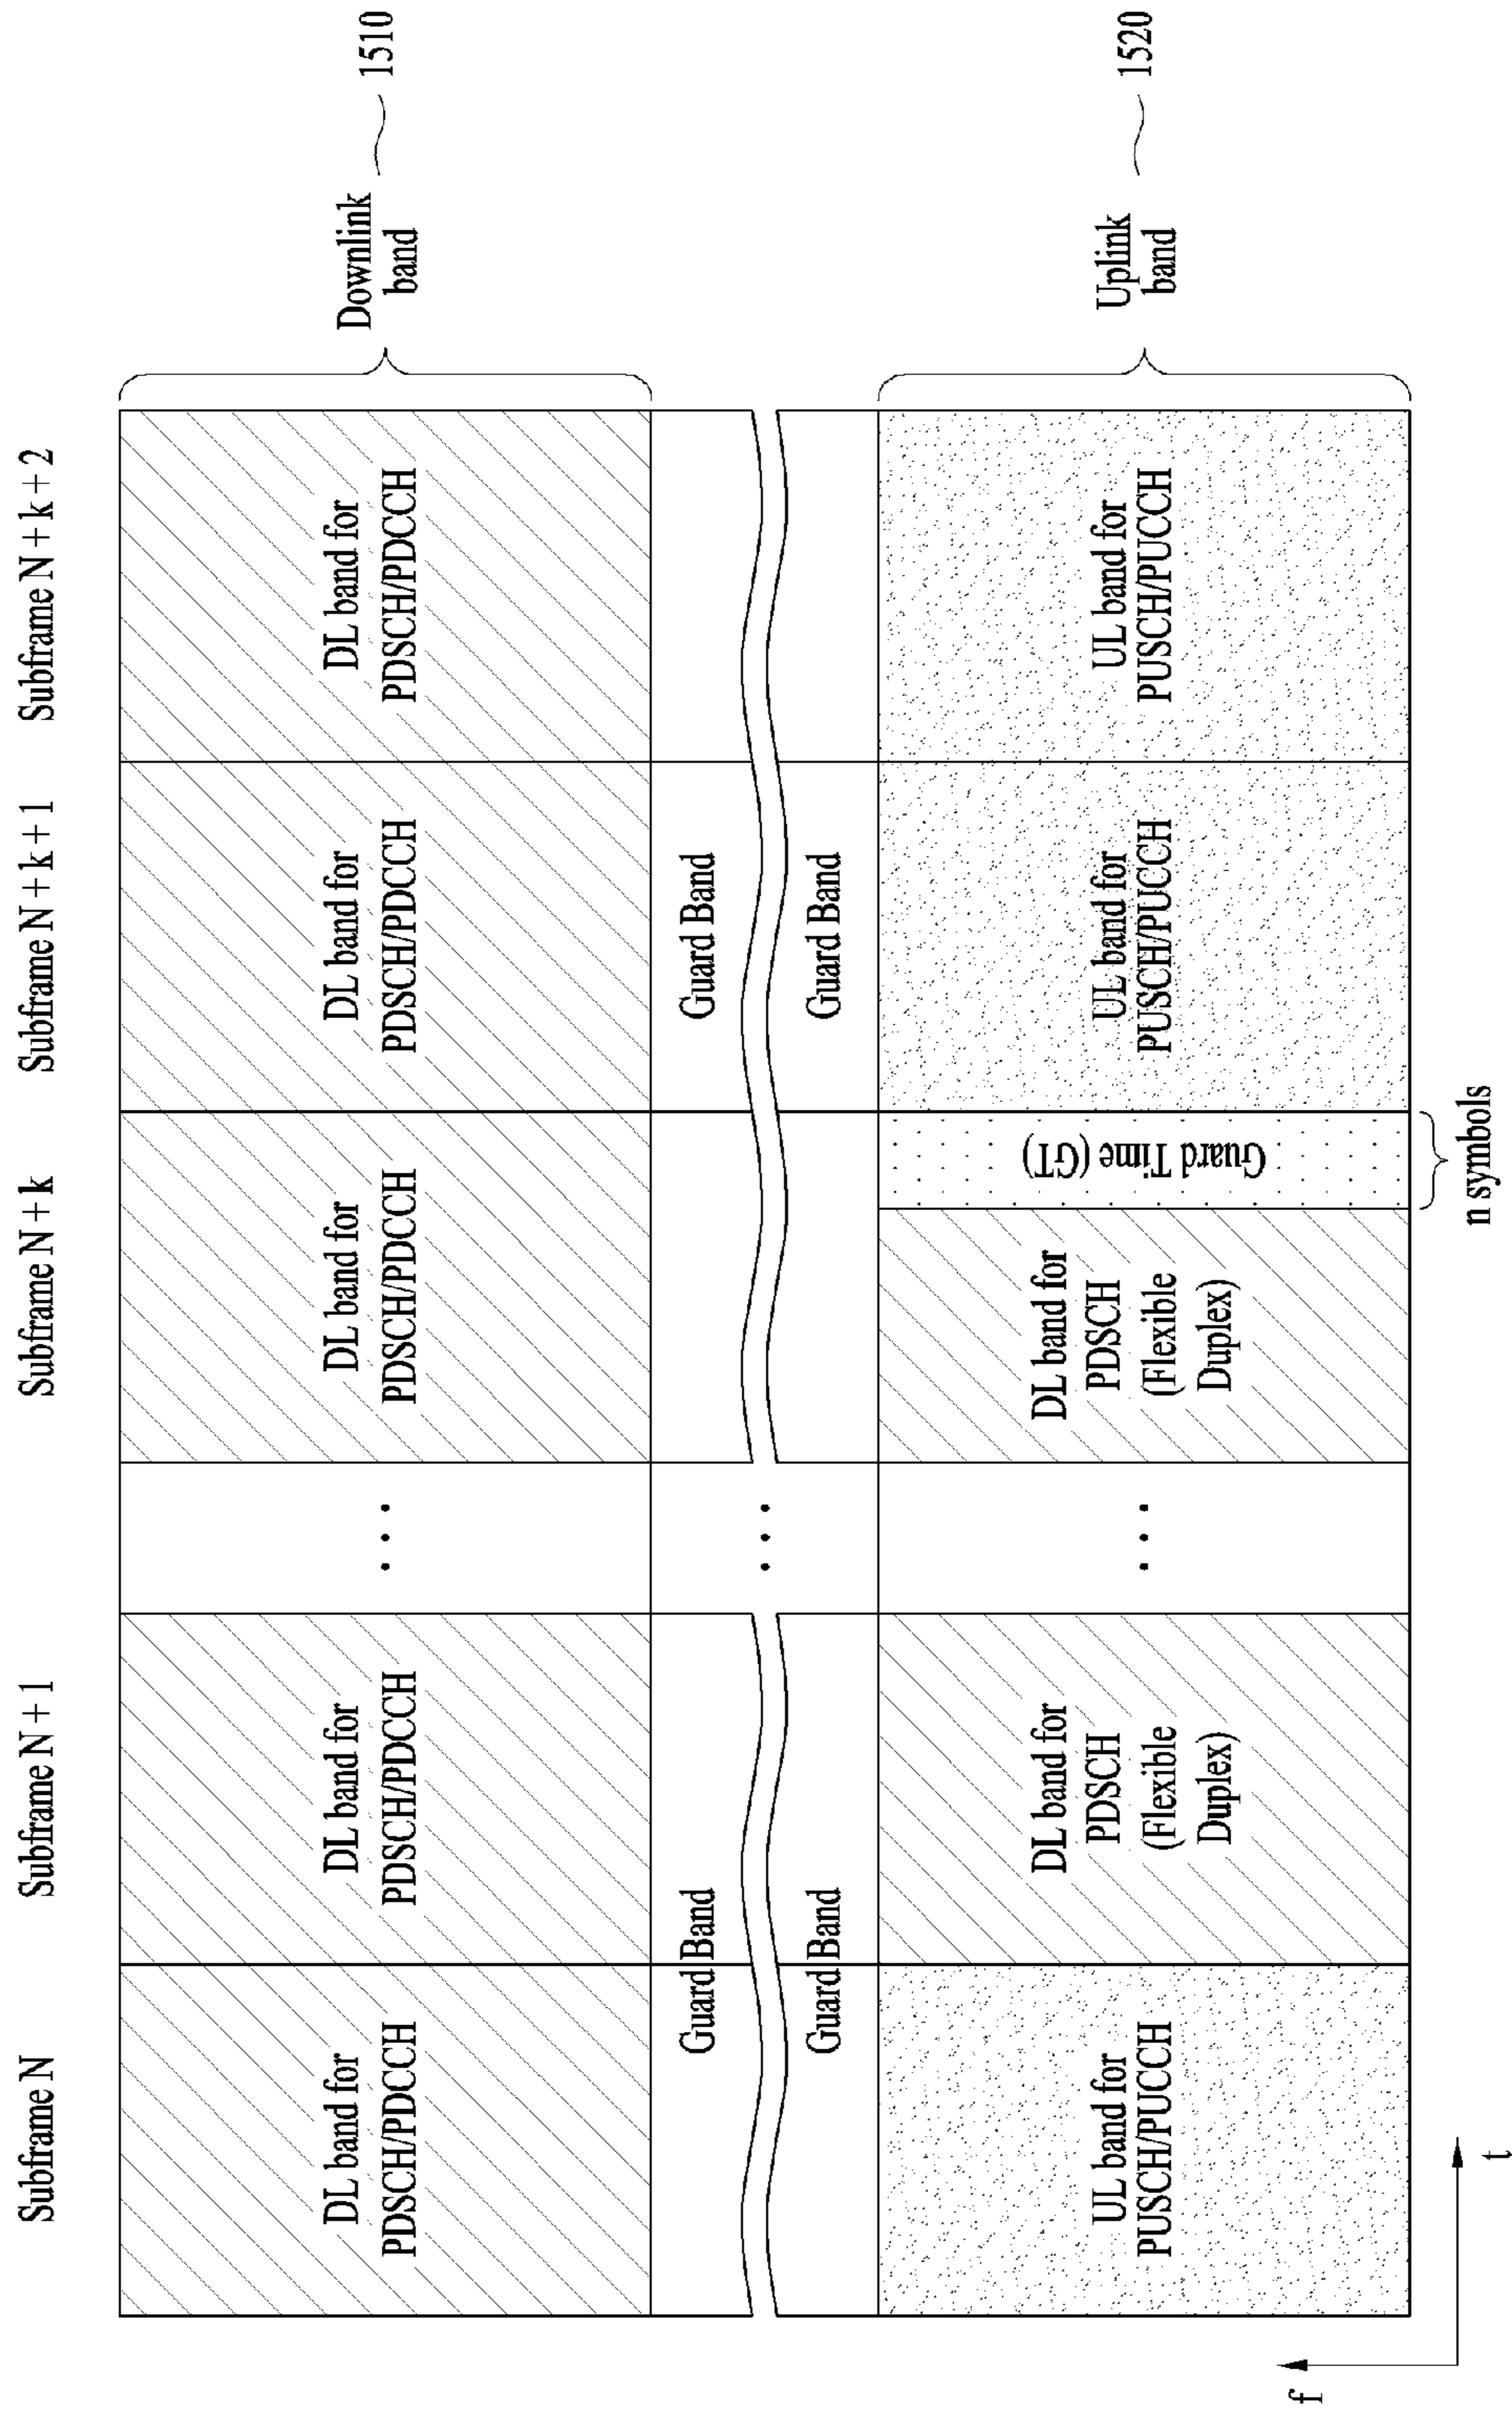 Subframe N
Subframe N + 1
Subframe N + k
Subframe N + k + 1
Subframe N + k + 2
DL band for
PDSCH/PDCCH
DL band for
PDSCH/PDCCH
...
DL band for
PDSCH/PDCCH
DL band for
PDSCH/PDCCH
DL band for
PDSCH/PDCCH
Downlink
band
1510
Guard Band
Guard Band
...
Guard Band
Guard Band
UL band for
PUSCH/PUCCH
DL band for
PDSCH
(Flexible
Duplex)
...
DL band for
PDSCH
(Flexible
Duplex)
Guard Time (GT)
UL band for
PUSCH/PUCCH
UL band for
PUSCH/PUCCH
Uplink
band
1520
n symbols
f
t